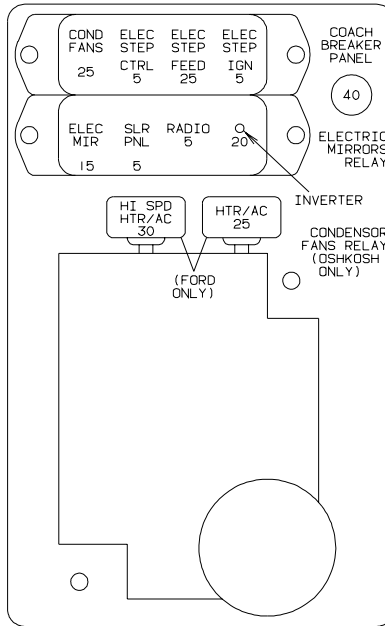 COND FANS 25
ELEC STEP CTRL 5
ELEC STEP FEED 25
ELEC STEP IGN 5
COACH
BREAKER
PANEL
40
ELEC MIR 15
SLR PNL 5
RADIO 5
20
ELECTRIC
MIRRORS
RELAY
INVERTER
HI SPD
HTR/AC
30
HTR/AC
25
CONDENSOR
FANS RELAY
(OSHKOSH
ONLY)
(FORD
ONLY)